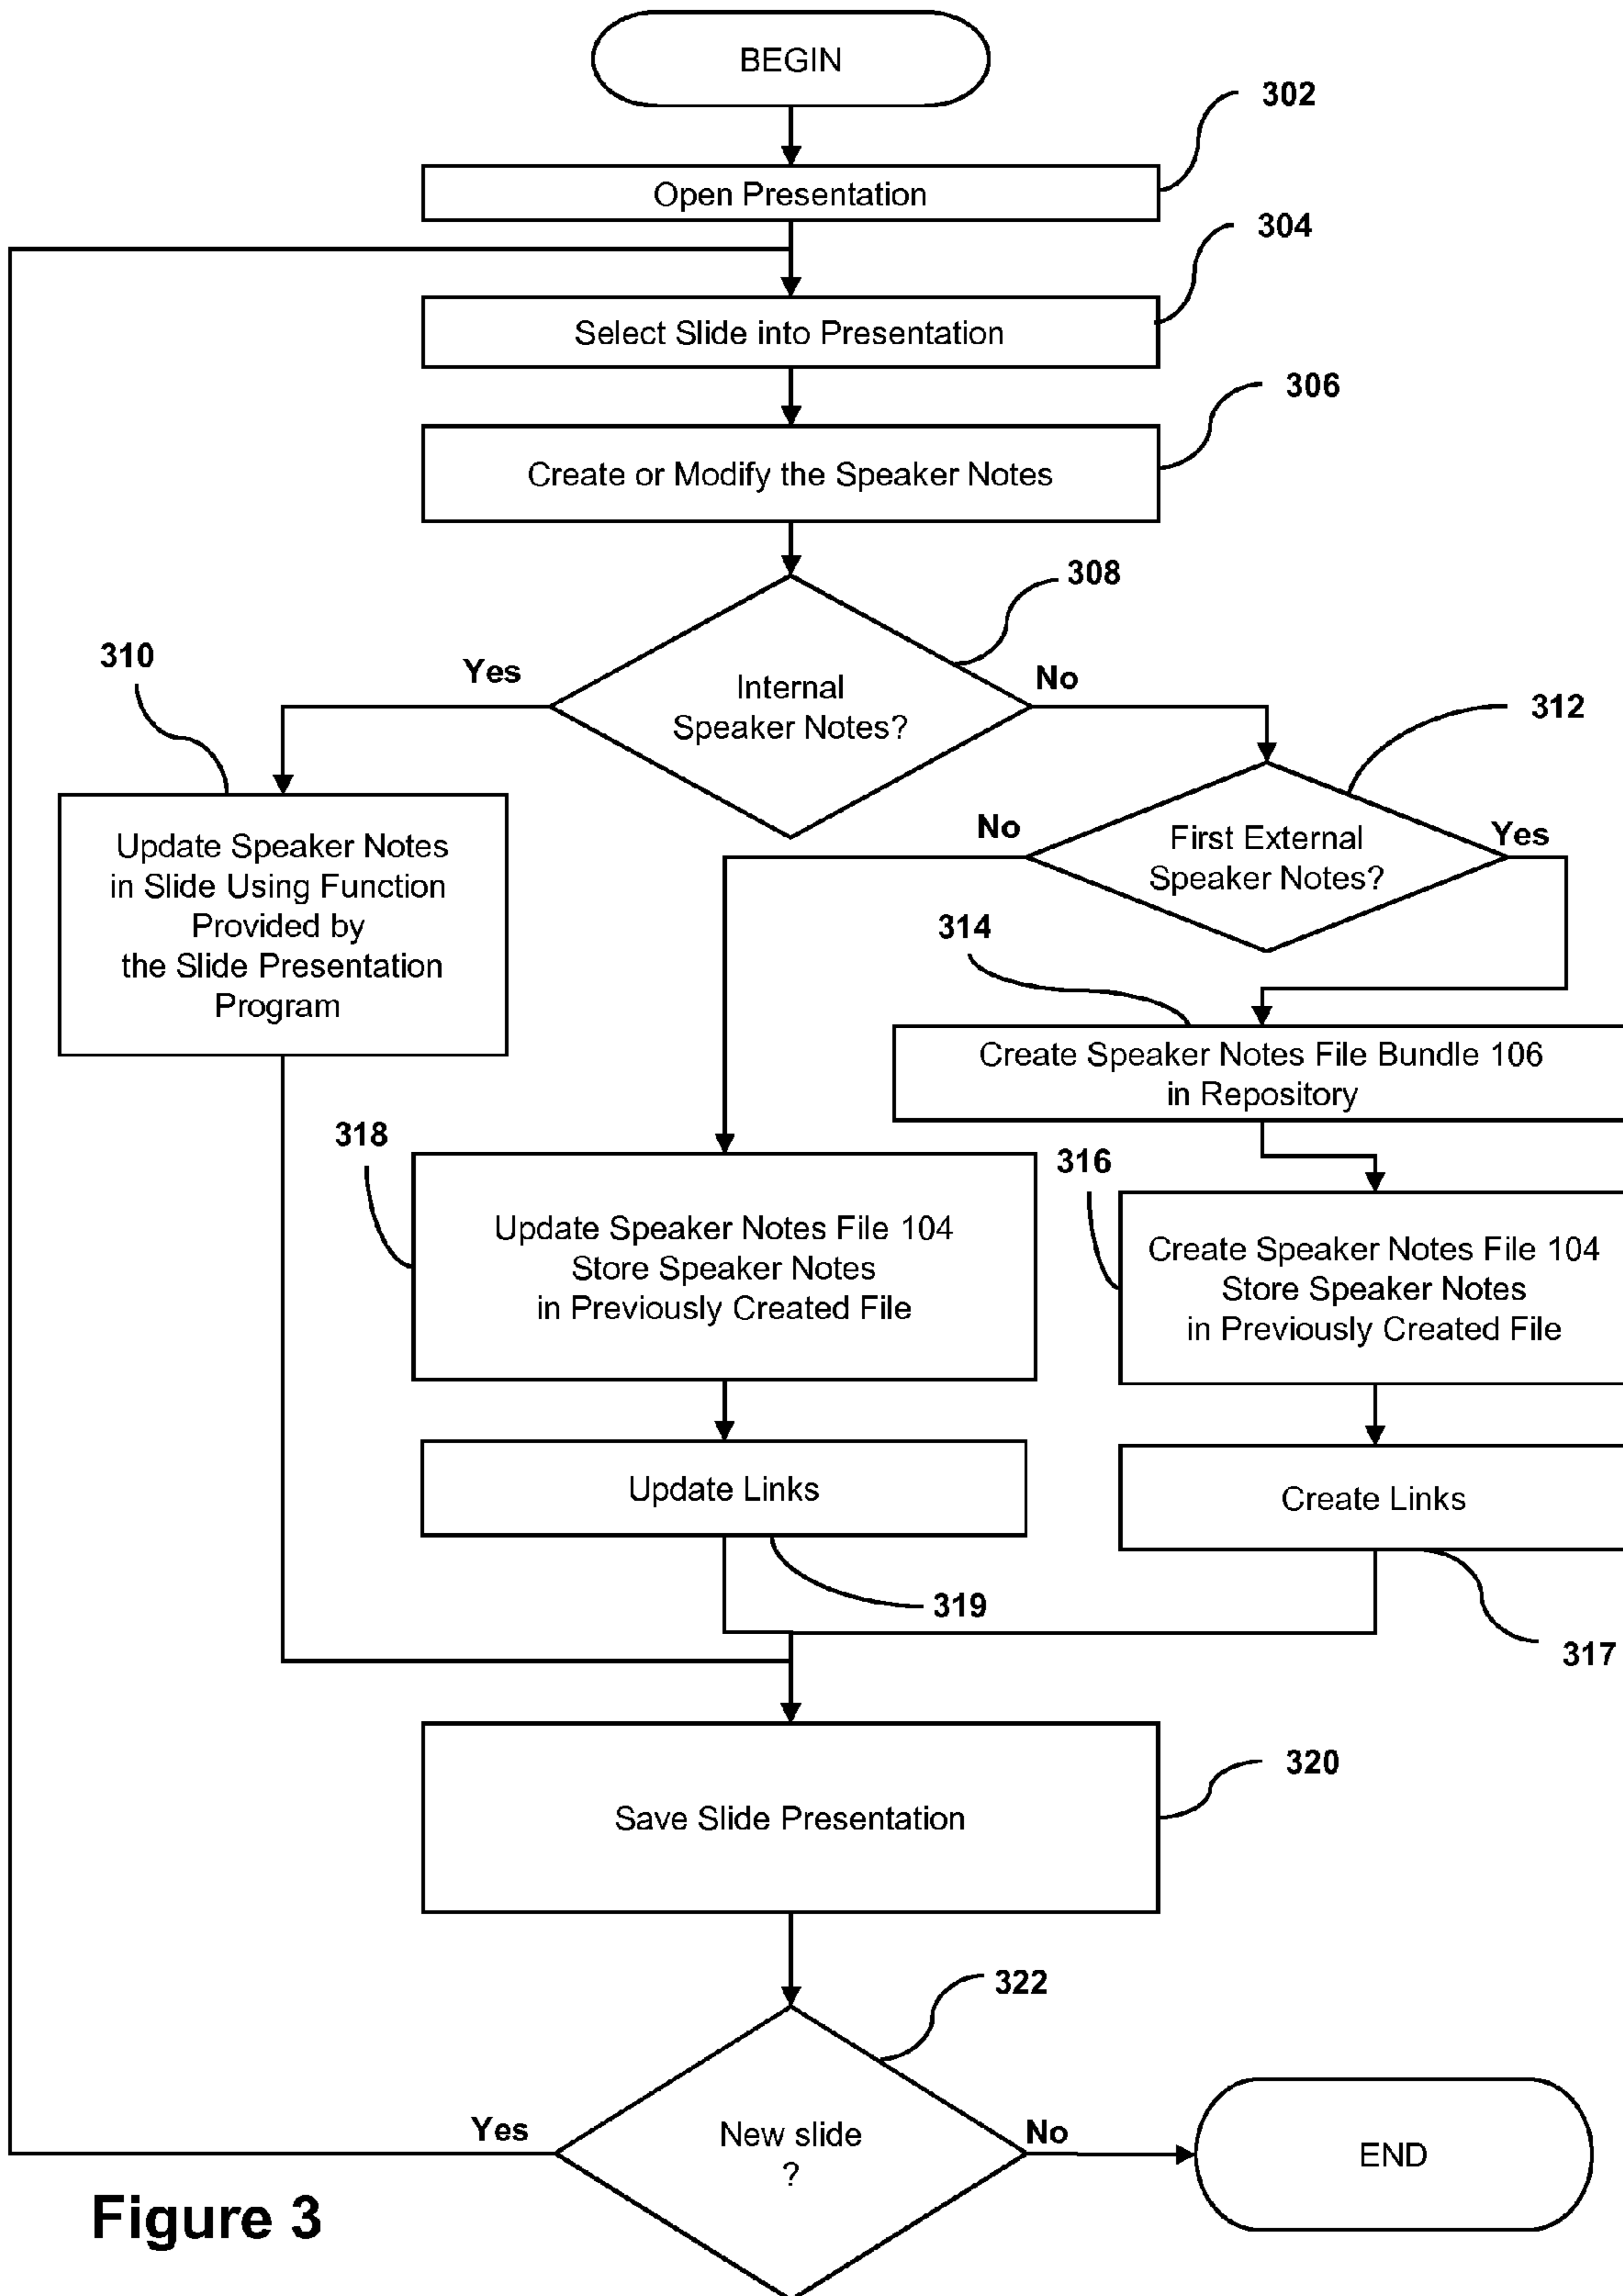 BEGIN
302
Open Presentation
304
Select Slide into Presentation
306
Create or Modify the Speaker Notes
308
310
Yes
Internal
Speaker Notes?
No
312
Update Speaker Notes
in Slide Using Function
Provided by
the Slide Presentation
Program
No
First External
Speaker Notes?
Yes
314
Create Speaker Notes File Bundle 106
in Repository
318
Update Speaker Notes File 104
Store Speaker Notes
in Previously Created File
316
Create Speaker Notes File 104
Store Speaker Notes
in Previously Created File
Update Links
319
Create Links
317
Save Slide Presentation
320
322
Yes
New slide
?
No
END
Figure 3